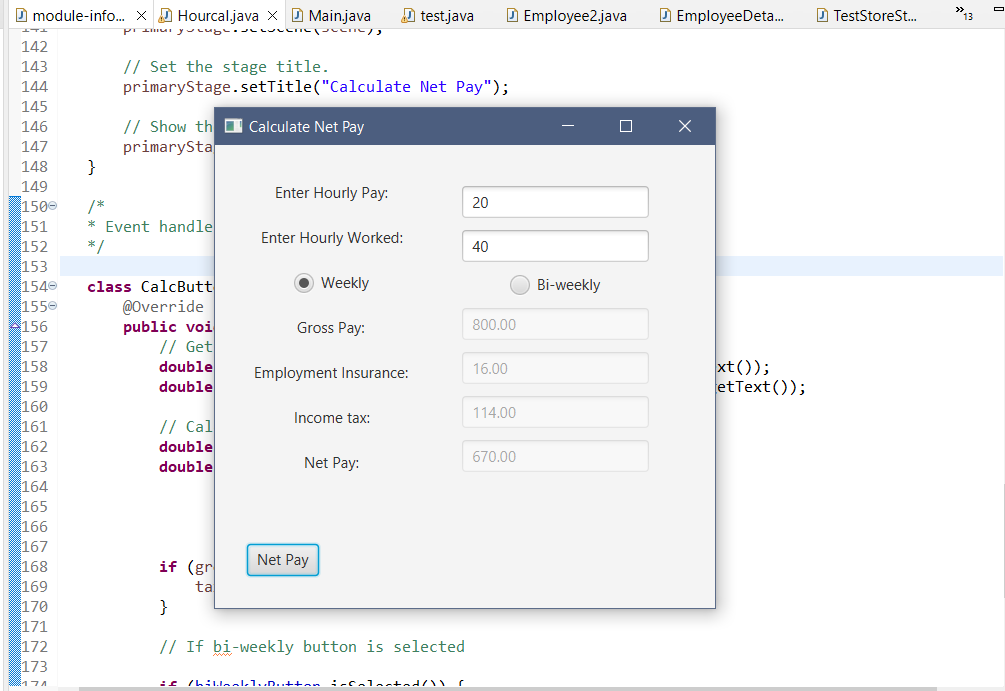 module-info... Hourcal.java Main.java test.java Employee2.java EmployeeDeta... TestStoreSt... »13
141 primaryStage.setScene(scene);
142
143 // Set the stage title.
144 primaryStage.setTitle("Calculate Net Pay");
145
146 // Show th
147 primarySta
148 }
149
150 /*
151 * Event handle
152 */
153
154 class CalcButt
155 @Override
156 public voi
157 // Get
158 double xt());
159 double getText());
160
161 // Cal
162 double
163 double
164
165
166
167
168 if (gr
169 ta
170 }
171
172 // If bi-weekly button is selected
173
174 if (biWeeklyButton.isSelected()) {
Calculate Net Pay
Enter Hourly Pay: 20
Enter Hourly Worked: 40
Weekly Bi-weekly
Gross Pay: 800.00
Employment Insurance: 16.00
Income tax: 114.00
Net Pay: 670.00
Net Pay